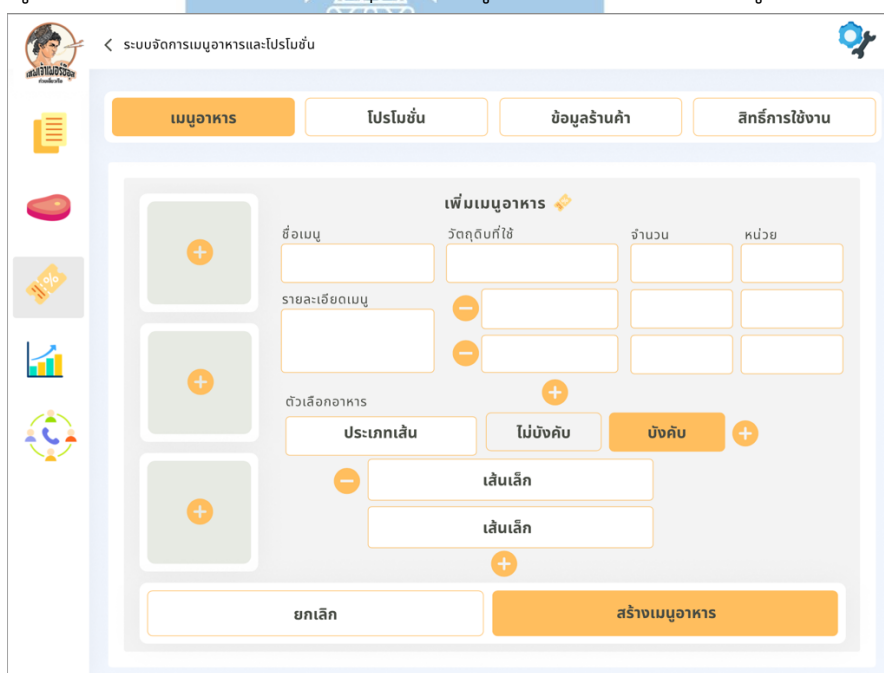 ระบบจัดการเมนูอาหารและโปรโมชั่น
เมนูอาหาร
โปรโมชั่น
ข้อมูลร้านค้า
สิทธิ์การใช้งาน
เพิ่มเมนูอาหาร
ชื่อเมนู
วัตถุดิบที่ใช้
จำนวน
หน่วย
รายละเอียดเมนู
ตัวเลือกอาหาร
ประเภทเส้น
ไม่บังคับ
บังคับ
เส้นเล็ก
เส้นเล็ก
ยกเลิก
สร้างเมนูอาหาร